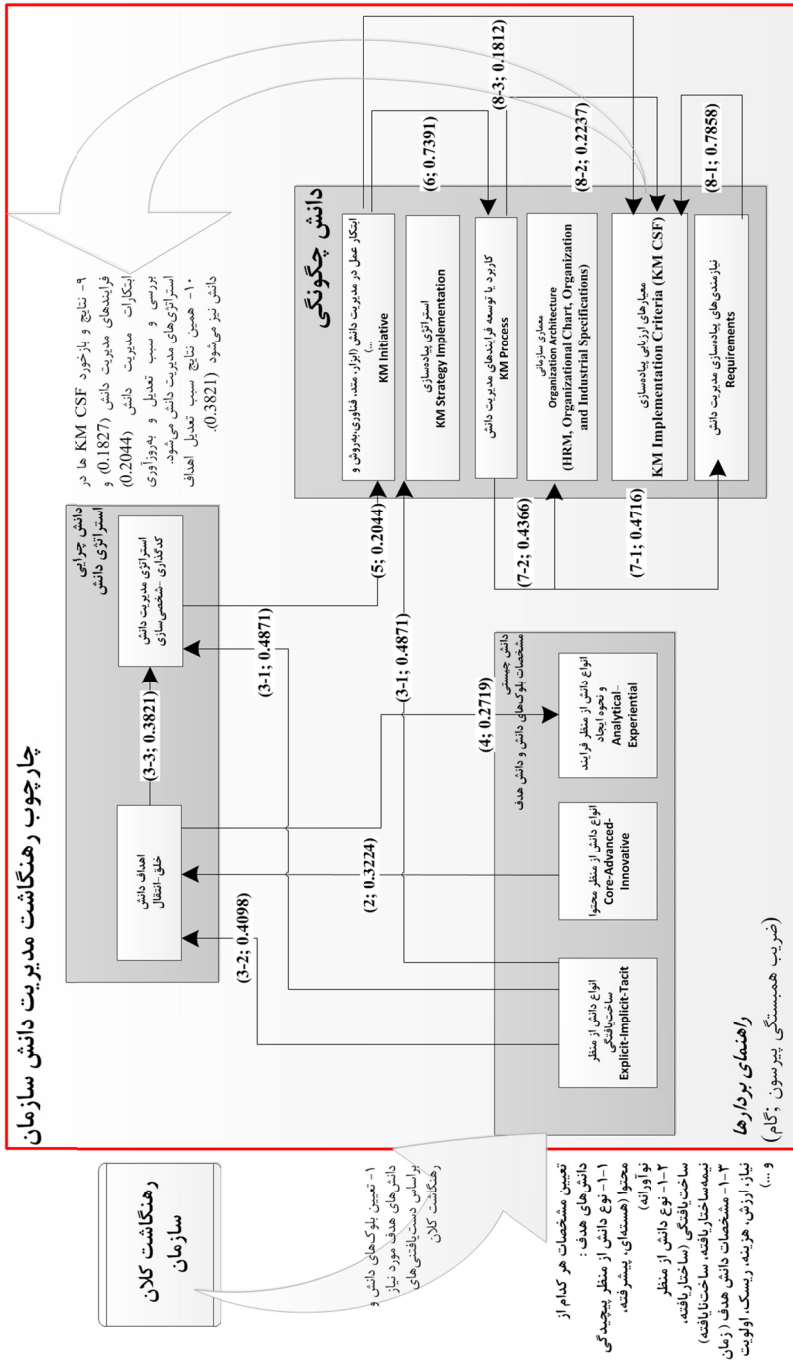 چارچوب رهنگاشت مدیریت دانش سازمان
رهنگاشت کلان
سازمان
۱- تعیین بلوک‌های دانش و
دانش‌های هدف مورد نیاز
براساس دست‌یافتنی‌های
رهنگاشت کلان
تعیین مشخصات هر کدام از
دانش‌های هدف :
۱-۱- نوع دانش از منظر پیچیدگی
محتوا (هسته‌ای، پیشرفته،
نوآورانه)
۱-۲- نوع دانش از منظر
ساخت‌یافتگی (ساختاریافته،
نیمه‌ساختاریافته، ساخت‌نایافته)
۱-۳- مشخصات دانش هدف (زمان
نیاز، ارزش، هزینه، ریسک، اولویت
و ...)
دانش چرایی
استراتژی دانش
اهداف دانش
خلق-انتقال
(3-3; 0.3821)
استراتژی مدیریت دانش
کدگذاری -شخصی‌سازی
(3-2; 0.4098)
(2; 0.3224)
(4; 0.2719)
(3-1; 0.4871)
(3-1; 0.4871)
(5; 0.2044)
دانش چیستی
مشخصات بلوک‌های دانش و دانش هدف
انواع دانش از منظر
ساخت‌یافتگی
Explicit-Implicit-Tacit
انواع دانش از منظر محتوا
Core-Advanced-
Innovative
انواع دانش از منظر فرایند
و نحوه ایجاد
Analytical–
Experiential
۹- نتایج و بازخورد KM CSF ها در
فرایندهای مدیریت دانش (0.1827) و
ابتکارات مدیریت دانش (0.2044)
بررسی و سبب تعدیل و به‌روزآوری
استراتژی‌های مدیریت دانش می‌شود.
۱۰- همین نتایج سبب تعدیل اهداف
دانش نیز می‌شود (0.3821).
دانش چگونگی
ابتکار عمل در مدیریت دانش (ابزار، متد، فناوری،به‌روش و
...)
KM Initiative
استراتژی پیاده‌سازی
KM Strategy Implementation
کاربرد یا توسعه فرایندهای مدیریت دانش
KM Process
معماری سازمانی
Organization Architecture
(HRM, Organizational Chart, Organization
and Industrial Specifications)
معیارهای ارزیابی پیاده‌سازی
KM Implementation Criteria (KM CSF)
نیازمندی‌های پیاده‌سازی مدیریت دانش
Requirements
(6; 0.7391)
(8-3; 0.1812)
(8-2; 0.2237)
(8-1; 0.7858)
(7-2; 0.4366)
(7-1; 0.4716)
راهنمای بردارها
(ضریب همبستگی پیرسون ;گام)